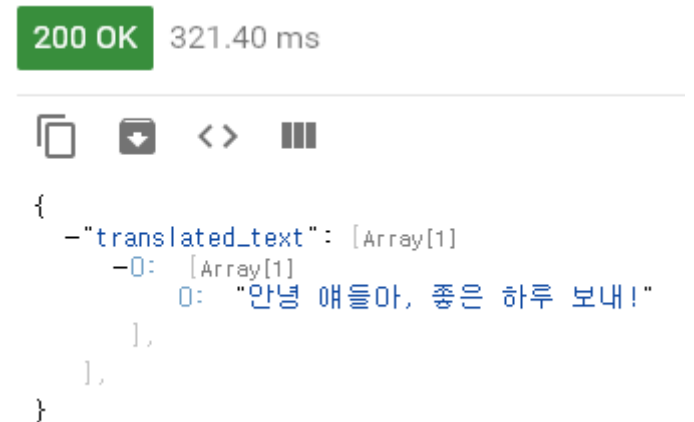 200 OK 321.40 ms
{
–"translated_text": [Array[1]
–0: [Array[1]
0: "안녕 얘들아, 좋은 하루 보내!"
],
],
}